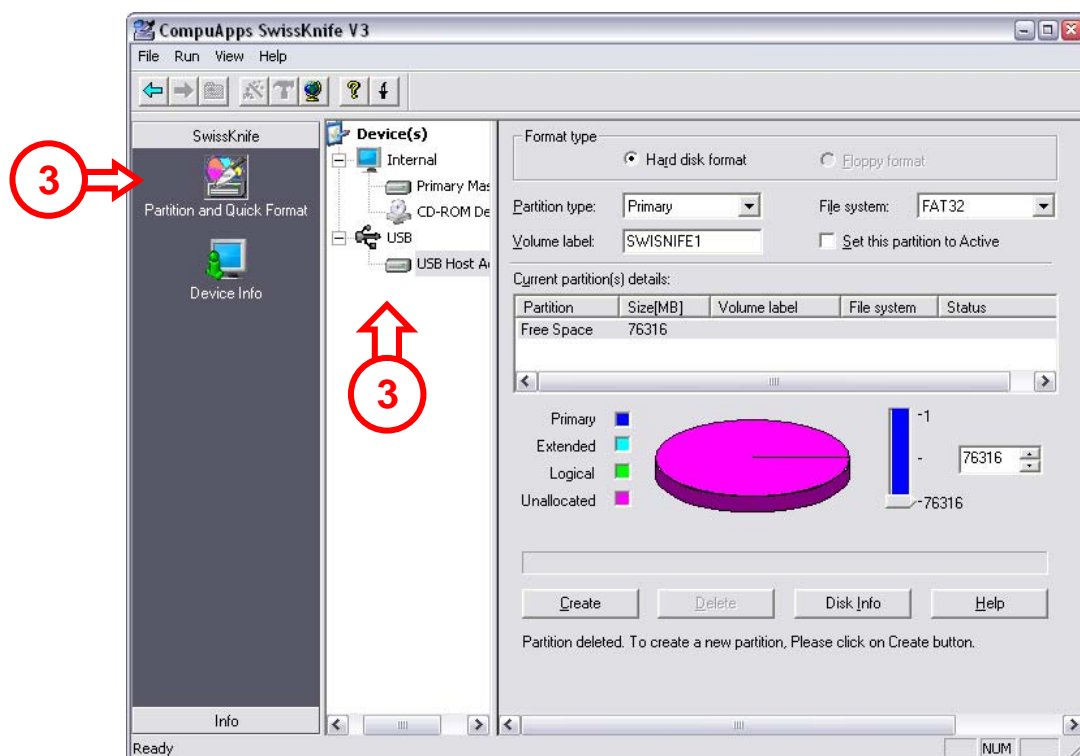 CompuApps SwissKnife V3
File Run View Help
SwissKnife
3
Partition and Quick Format
Device Info
Info
Device(s)
Internal
Primary Mas
CD-ROM De
USB
USB Host Ad
3
Format type
Hard disk format
Floppy format
Partition type:
Primary
File system:
FAT32
Volume label:
SWISNIFE1
Set this partition to Active
Current partition(s) details:
Partition Size[MB] Volume label File system Status
Free Space 76316
Primary
Extended
Logical
Unallocated
-1
-
-76316
76316
Create Delete Disk Info Help
Partition deleted. To create a new partition, Please click on Create button.
Ready
NUM